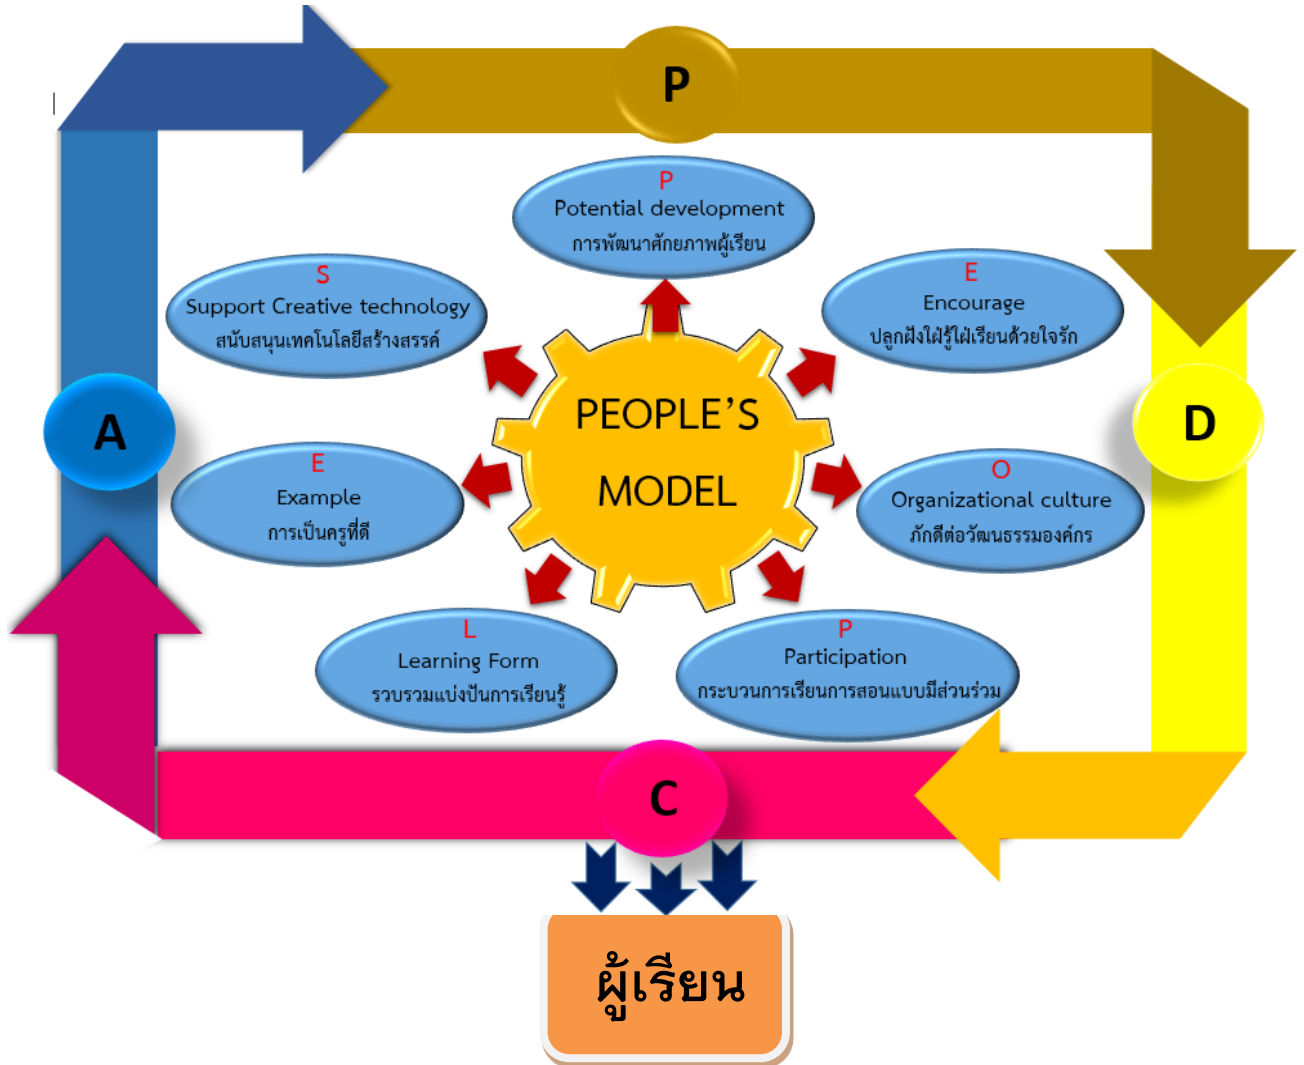 P
P
Potential development
การพัฒนาศักยภาพผู้เรียน
S
Support Creative technology
สนับสนุนเทคโนโลยีสร้างสรรค์
E
Encourage
ปลูกฝังใฝ่รู้ใฝ่เรียนด้วยใจรัก
A
PEOPLE’S
MODEL
D
E
Example
การเป็นครูที่ดี
O
Organizational culture
ภักดีต่อวัฒนธรรมองค์กร
L
Learning Form
รวบรวมแบ่งปันการเรียนรู้
P
Participation
กระบวนการเรียนการสอนแบบมีส่วนร่วม
C
ผู้เรียน